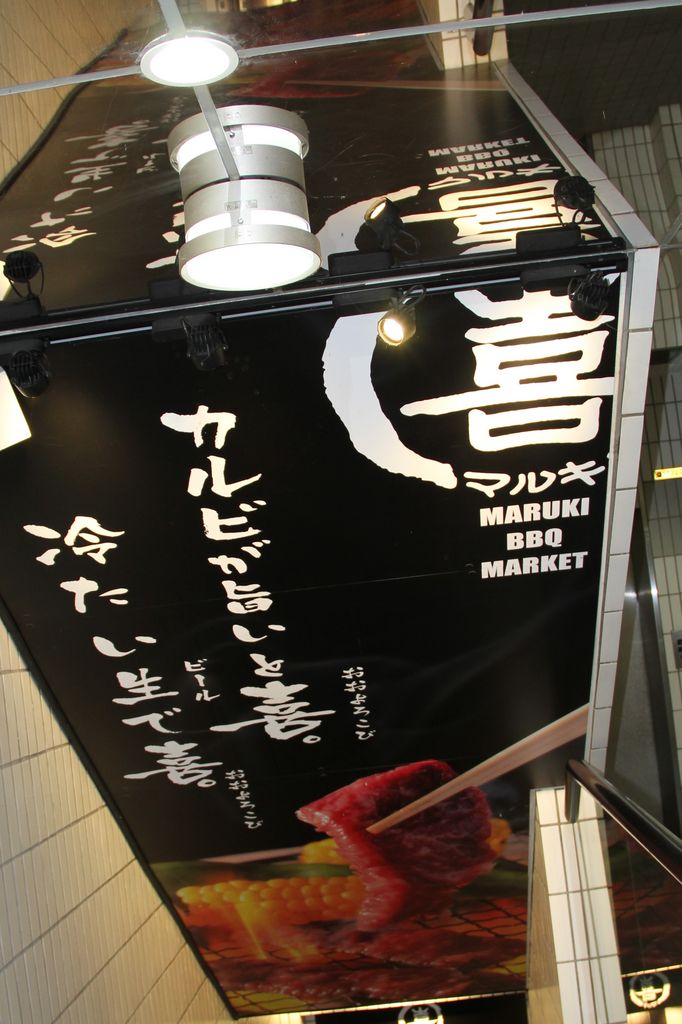 喜
マルキ
MARUKI
BBQ
MARKET
カルビが旨いと喜。
おおよろこび
冷たい生で喜。
ビール
おおよろこび